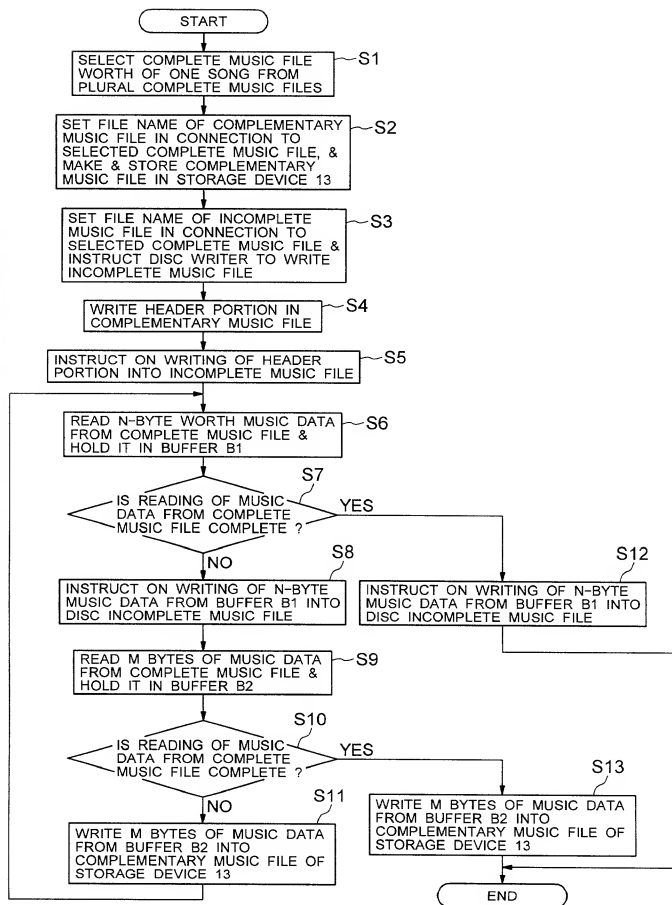 START
S1
SELECT COMPLETE MUSIC FILE
WORTH OF ONE SONG FROM
PLURAL COMPLETE MUSIC FILES
S2
SET FILE NAME OF COMPLEMENTARY
MUSIC FILE IN CONNECTION TO
SELECTED COMPLETE MUSIC FILE, &
MAKE & STORE COMPLEMENTARY
MUSIC FILE IN STORAGE DEVICE 13
S3
SET FILE NAME OF INCOMPLETE
MUSIC FILE IN CONNECTION TO
SELECTED COMPLETE MUSIC FILE &
INSTRUCT DISC WRITER TO WRITE
INCOMPLETE MUSIC FILE
S4
WRITE HEADER PORTION IN
COMPLEMENTARY MUSIC FILE
S5
INSTRUCT ON WRITING OF HEADER
PORTION INTO INCOMPLETE MUSIC FILE
S6
READ N-BYTE WORTH MUSIC DATA
FROM COMPLETE MUSIC FILE &
HOLD IT IN BUFFER B1
S7
IS READING OF MUSIC
DATA FROM COMPLETE
MUSIC FILE COMPLETE ?
YES
NO
S8
INSTRUCT ON WRITING OF N-BYTE
MUSIC DATA FROM BUFFER B1 INTO
DISC INCOMPLETE MUSIC FILE
S12
INSTRUCT ON WRITING OF N-BYTE
MUSIC DATA FROM BUFFER B1 INTO
DISC INCOMPLETE MUSIC FILE
S9
READ M BYTES OF MUSIC DATA
FROM COMPLETE MUSIC FILE &
HOLD IT IN BUFFER B2
S10
IS READING OF MUSIC
DATA FROM COMPLETE
MUSIC FILE COMPLETE ?
YES
NO
S11
WRITE M BYTES OF MUSIC DATA
FROM BUFFER B2 INTO
COMPLEMENTARY MUSIC FILE OF
STORAGE DEVICE 13
S13
WRITE M BYTES OF MUSIC DATA
FROM BUFFER B2 INTO
COMPLEMENTARY MUSIC FILE OF
STORAGE DEVICE 13
END